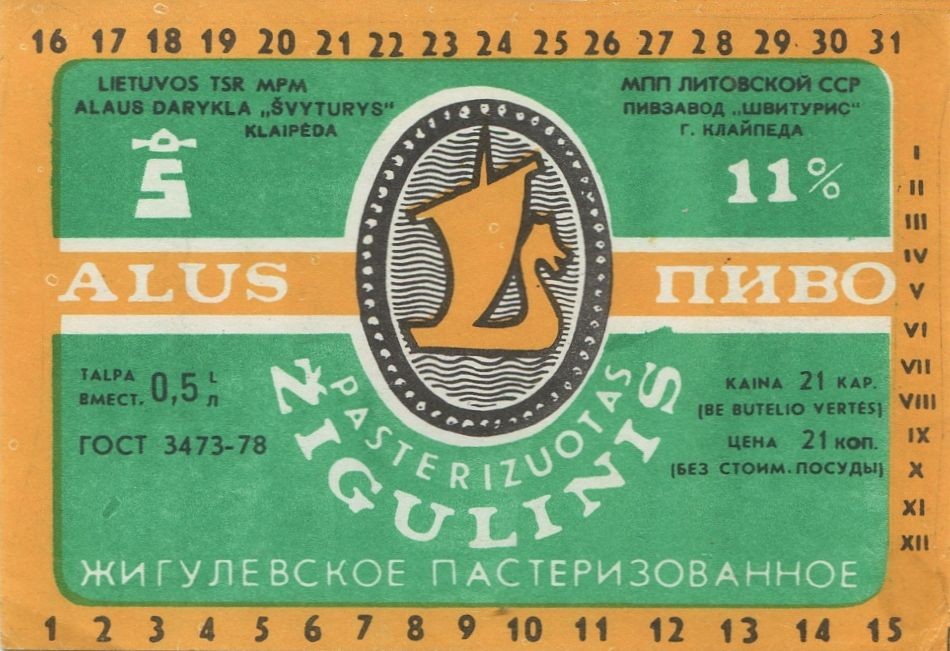 16 17 18 19 20 21 22 23 24 25 26 27 28 29 30 31
LIETUVOS TSR MPM
ALAUS DARYKLA „ŠVYTURYS"
KLAIPĖDA
МПП ЛИТОВСКОЙ ССР
ПИВЗАВОД „ШВИТУРИС"
Г. КЛАЙПЕДА
11%
ALUS
ПИВО
TALPA 0,5 L
ВМЕСТ. л
ГОСТ 3473-78
PASTERIZUOTAS
ŽIGULINIS
KAINA 21 KAP.
(BE BUTELIO VERTĖS)
ЦЕНА 21 КОП.
(БЕЗ СТОИМ. ПОСУДЫ)
ЖИГУЛЕВСКОЕ ПАСТЕРИЗОВАННОЕ
I
II
III
IV
V
VI
VII
VIII
IX
X
XI
XII
1 2 3 4 5 6 7 8 9 10 11 12 13 14 15